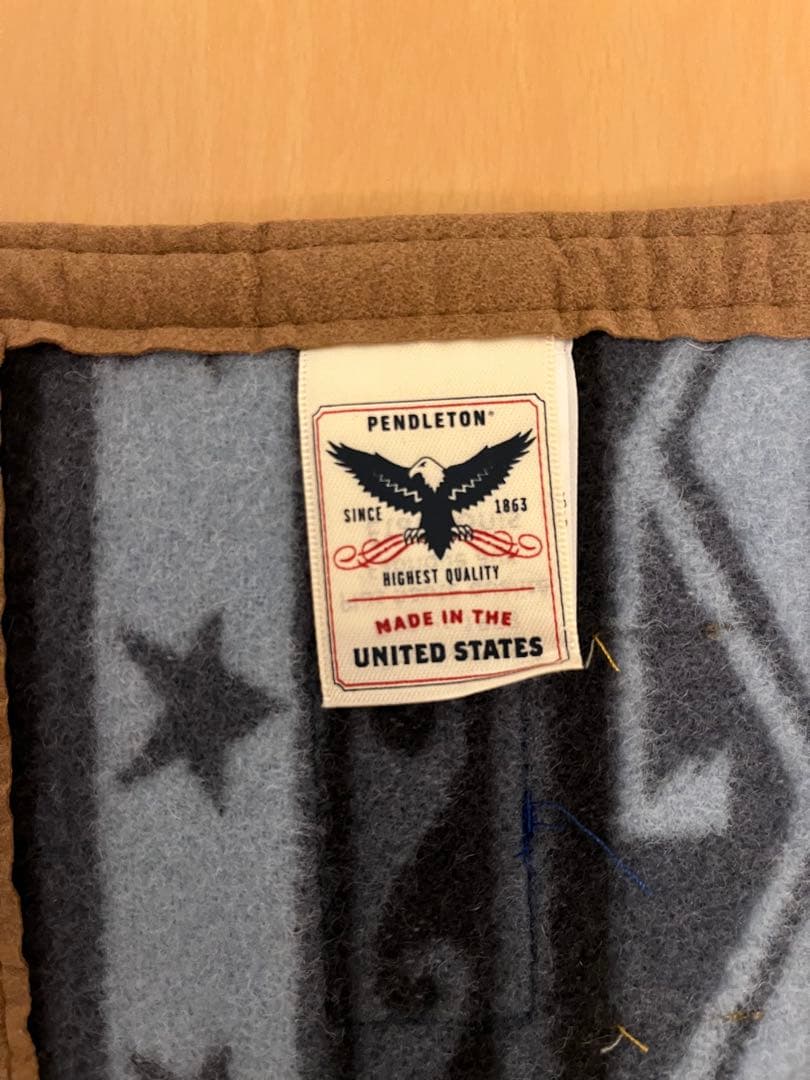 PENDLETON®
SINCE 1863
HIGHEST QUALITY
MADE IN THE
UNITED STATES